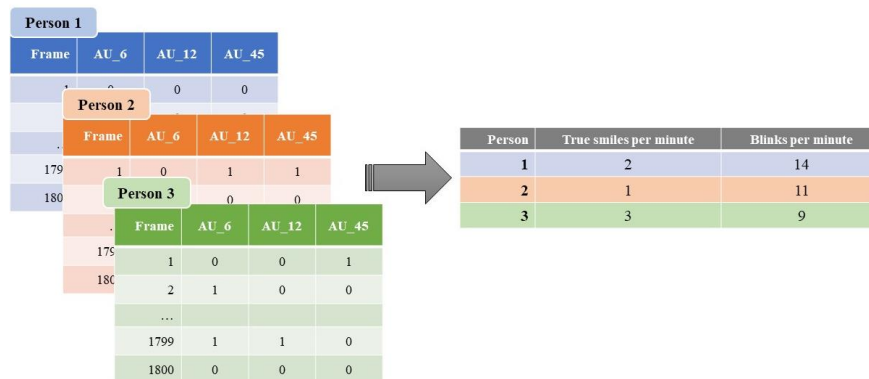 Person 1
Frame AU_6 AU_12 AU_45
1 0 0 0
179
180
Person 2
Frame AU_6 AU_12 AU_45
1 0 1 1
0 0
179
180
Person 3
Frame AU_6 AU_12 AU_45
1 0 0 1
2 1 0 0
...
1799 1 1 0
1800 0 0 0
Person True smiles per minute Blinks per minute
1 2 14
2 1 11
3 3 9